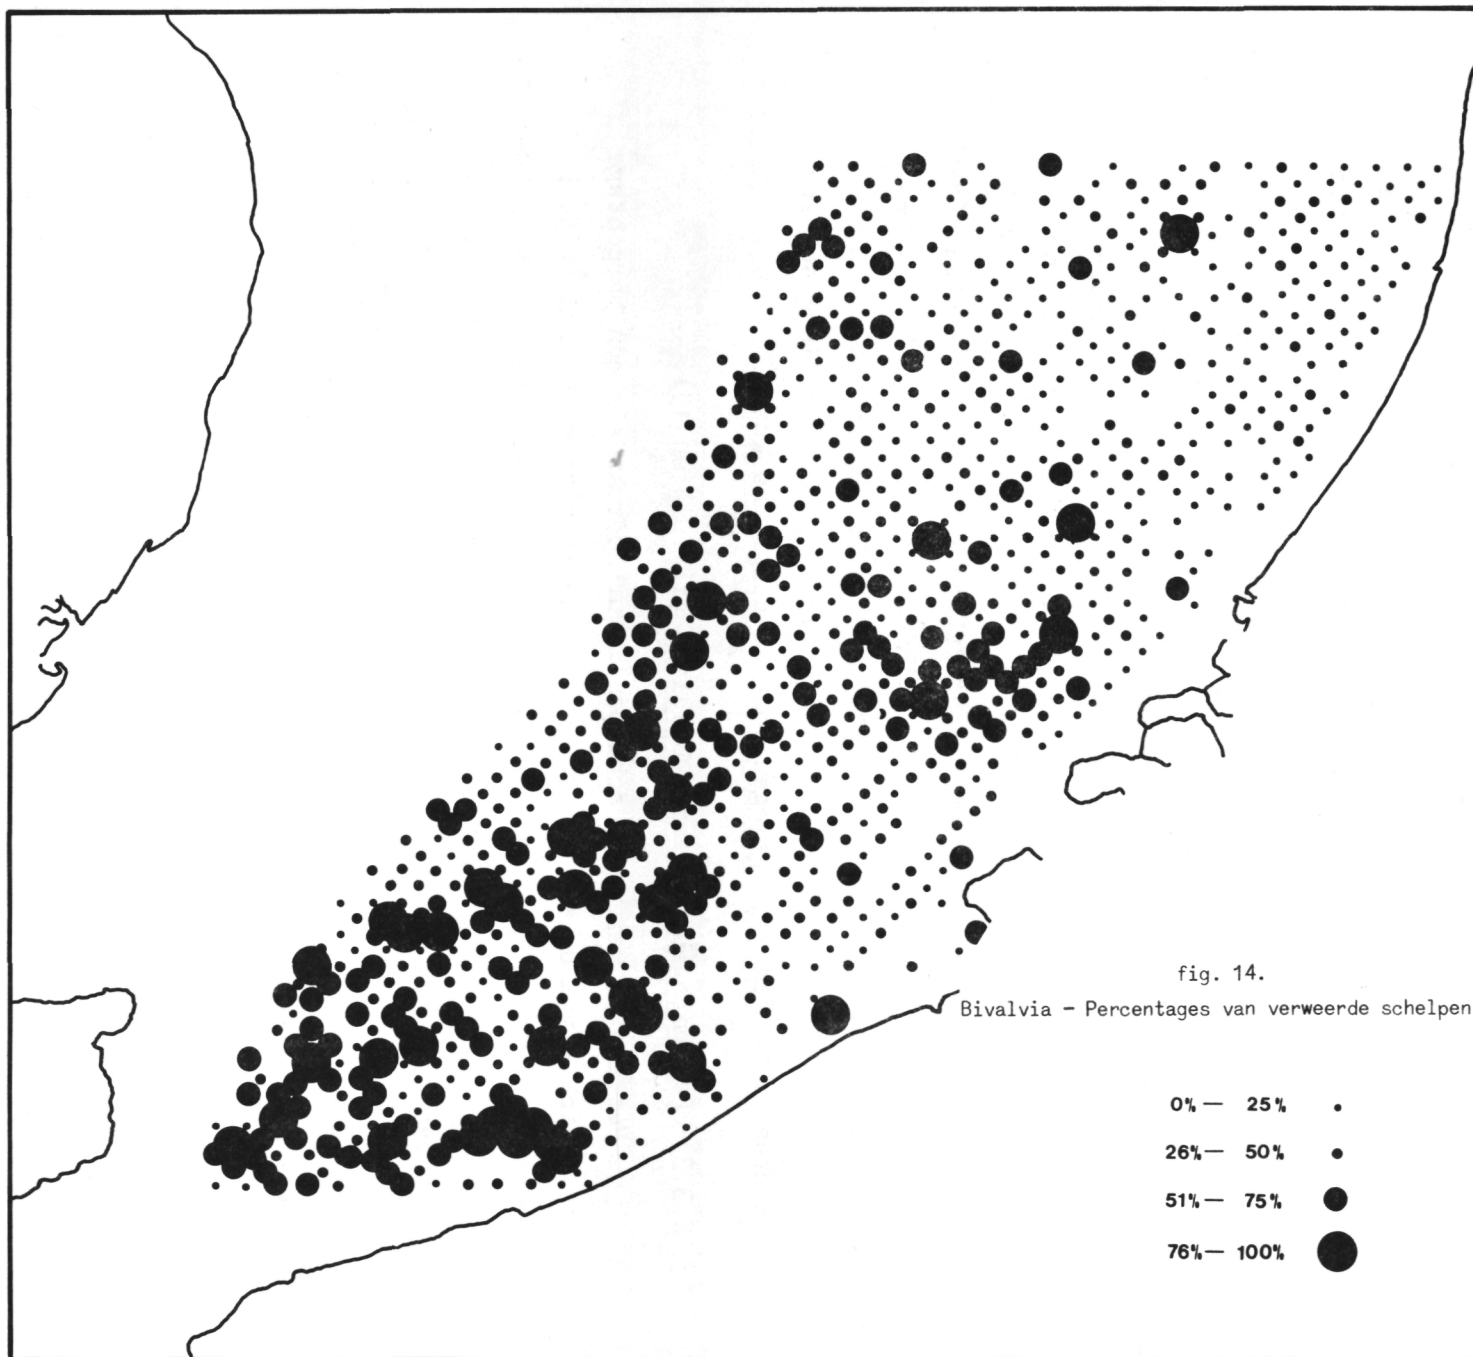 fig. 14.
Bivalvia – Percentages van verweerde schelpen
0% — 25%
26% — 50%
51% — 75%
76% — 100%